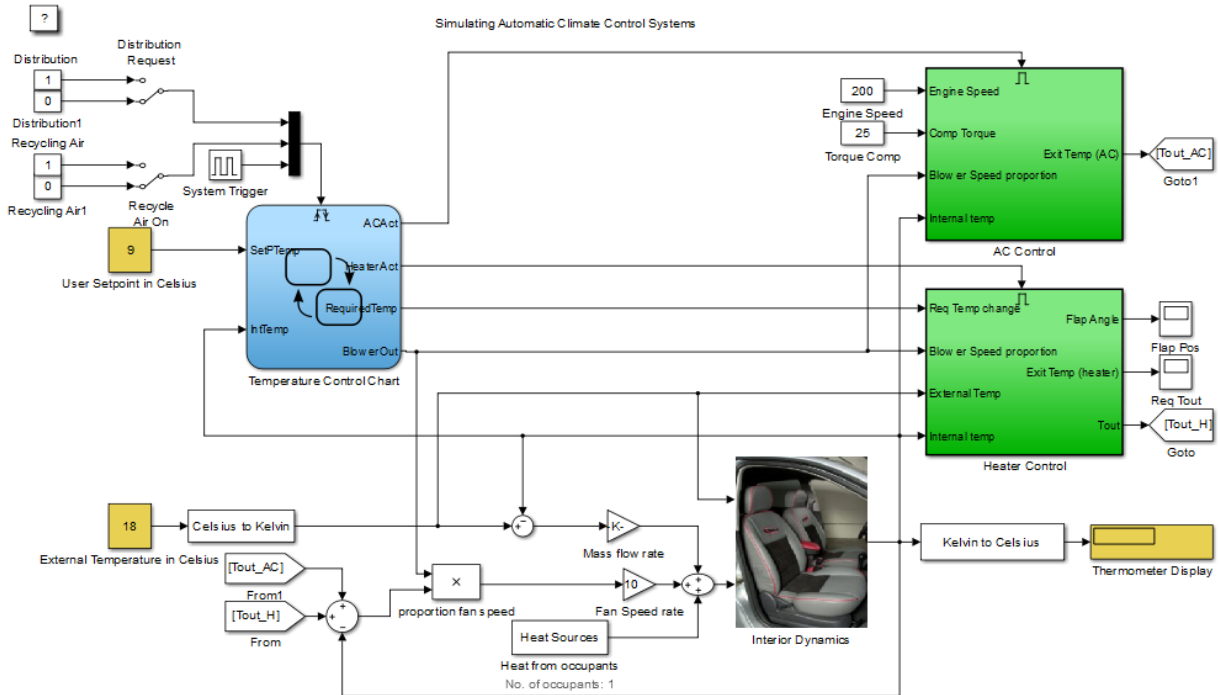 ?
Simulating Automatic Climate Control Systems
Distribution
Distribution
Request
1
0
Distribution1
Recycling Air
1
0
Recycling Air1
Recycle
Air On
System Trigger
9
User Setpoint in Celsius
SetPTemp
IntTemp
ACAct
HeaterAct
RequiredTemp
BlowerOut
Temperature Control Chart
200
Engine Speed
25
Torque Comp
Engine Speed
Comp Torque
Blower Speed proportion
Internal temp
Exit Temp (AC)
AC Control
[Tout_AC]
Goto1
Req Temp change
Blower Speed proportion
External Temp
Internal temp
Flap Angle
Exit Temp (heater)
Tout
Heater Control
Flap Pos
Req Tout
[Tout_H]
Goto
18
External Temperature in Celsius
Celsius to Kelvin
-K-
Mass flow rate
[Tout_AC]
From1
[Tout_H]
From
×
proportion fan speed
10
Fan Speed rate
Heat Sources
Heat from occupants
No. of occupants: 1
Interior Dynamics
Kelvin to Celsius
Thermometer Display